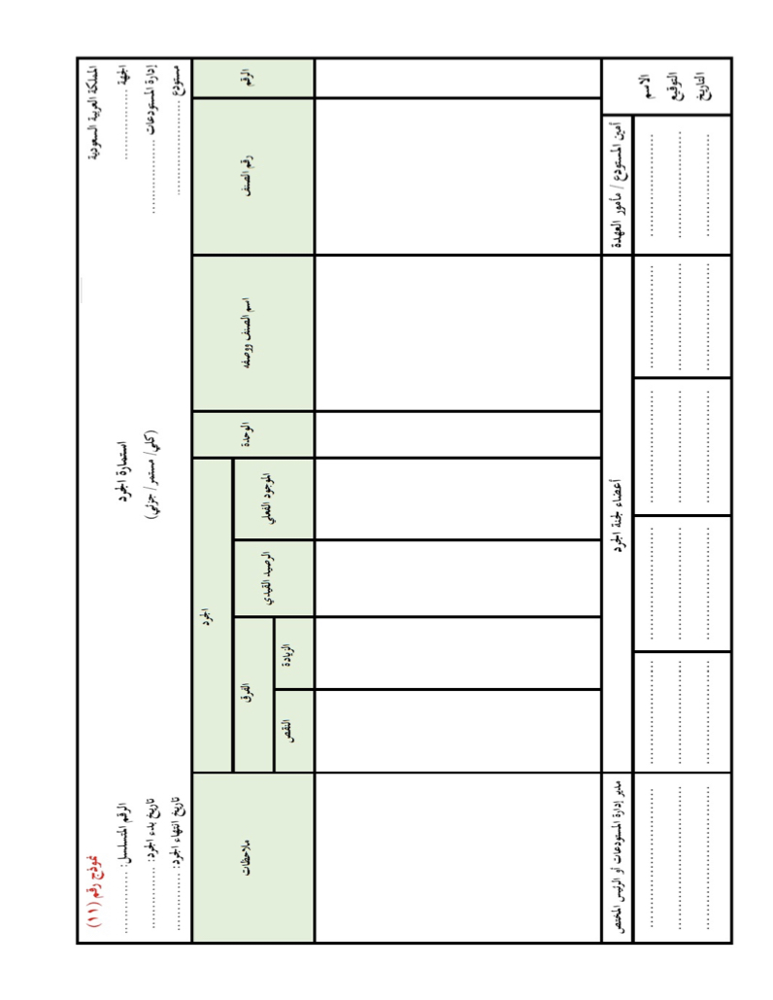 المملكة العربية السعودية
الجهة ................
إدارة المستودعات ................
مستودع ....................
استمارة الجرد
(كلي/ مستمر/ جزئي)
نموذج رقم (١١)
الرقم المتسلسل: ..............
تاريخ بدء الجرد: ..............
تاريخ انتهاء الجرد: ............
الرقم
رقم الصنف
اسم الصنف ووصفه
الوحدة
الجرد
الموجود الفعلي
الرصيد القيدي
الفرق
الزيادة
النقص
ملاحظات
أمين المستودع / مأمور العهدة
أعضاء لجنة الجرد
مدير إدارة المستودعات أو الرئيس المختص
الاسم
التوقيع
التاريخ